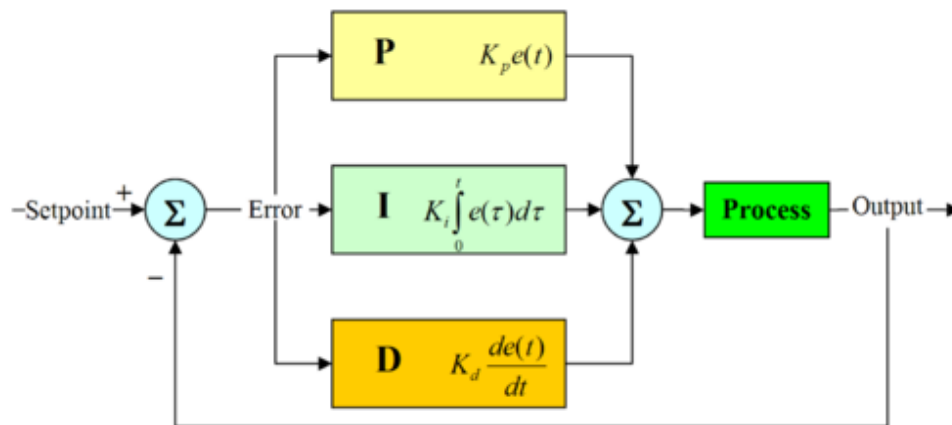 P K_p e(t)
Setpoint + Σ Error I K_i ∫_0^t e(τ)dτ Σ Process Output
−
D K_d de(t)/dt